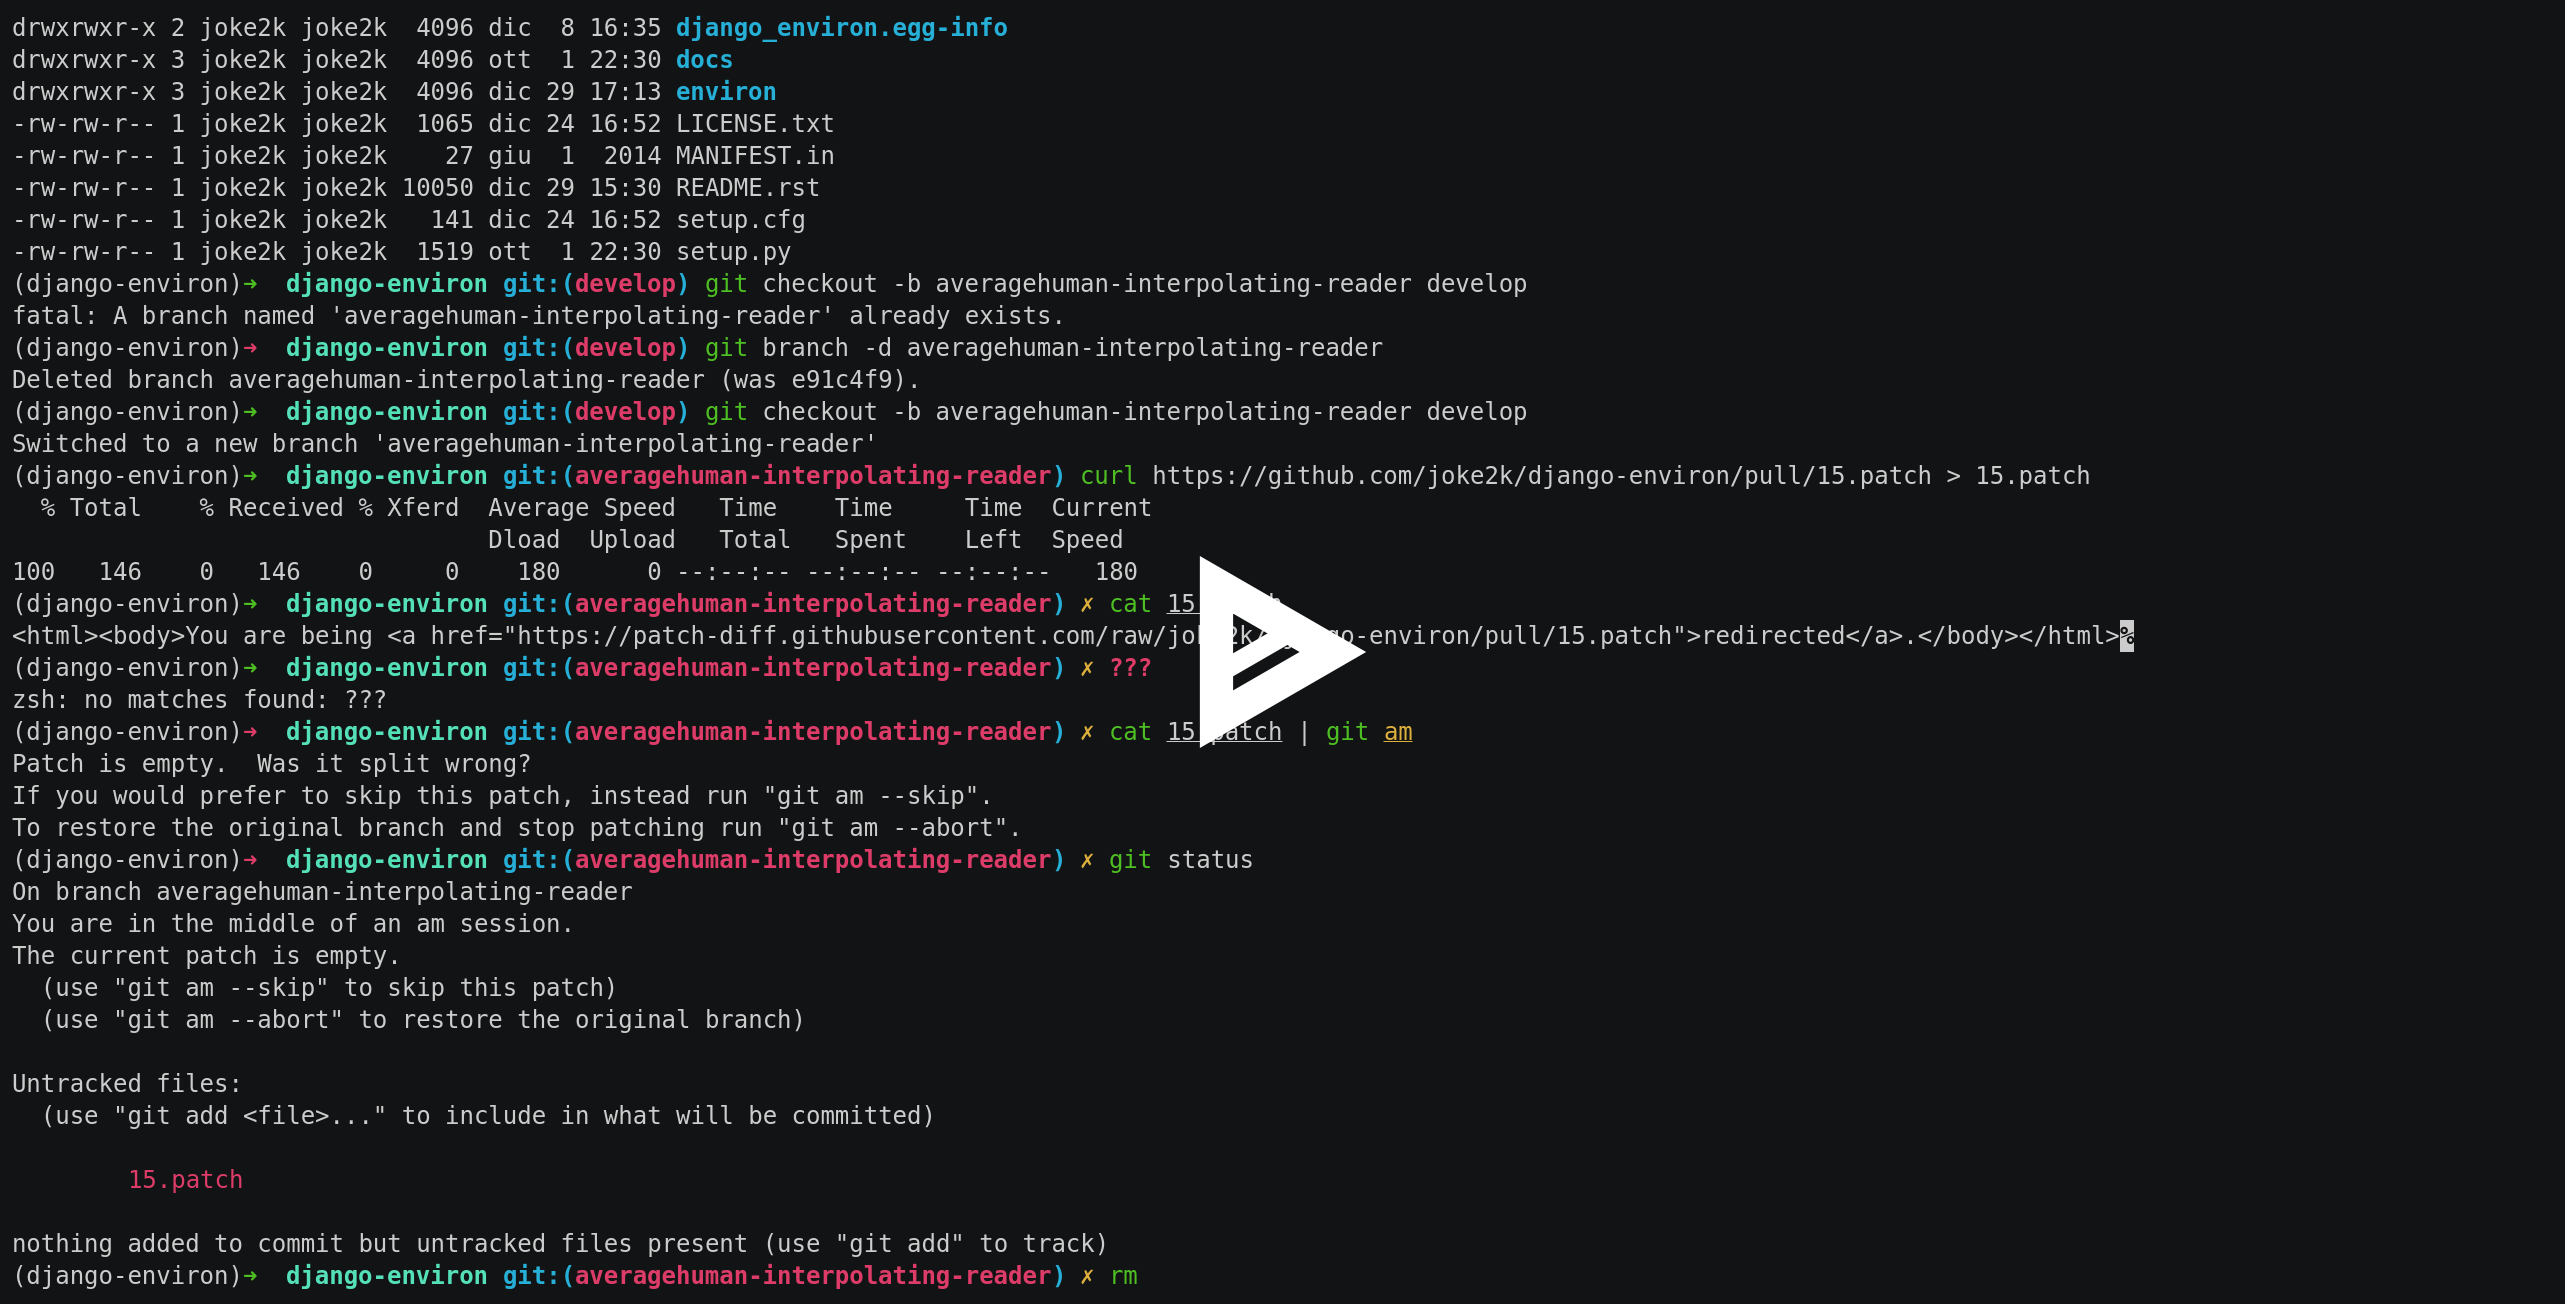 drwxrwxr-x 2 joke2k joke2k  4096 dic  8 16:35 django_environ.egg-info
drwxrwxr-x 3 joke2k joke2k  4096 ott  1 22:30 docs
drwxrwxr-x 3 joke2k joke2k  4096 dic 29 17:13 environ
-rw-rw-r-- 1 joke2k joke2k  1065 dic 24 16:52 LICENSE.txt
-rw-rw-r-- 1 joke2k joke2k    27 giu  1  2014 MANIFEST.in
-rw-rw-r-- 1 joke2k joke2k 10050 dic 29 15:30 README.rst
-rw-rw-r-- 1 joke2k joke2k   141 dic 24 16:52 setup.cfg
-rw-rw-r-- 1 joke2k joke2k  1519 ott  1 22:30 setup.py
(django-environ)➜  django-environ git:(develop) git checkout -b averagehuman-interpolating-reader develop
fatal: A branch named 'averagehuman-interpolating-reader' already exists.
(django-environ)➜  django-environ git:(develop) git branch -d averagehuman-interpolating-reader
Deleted branch averagehuman-interpolating-reader (was e91c4f9).
(django-environ)➜  django-environ git:(develop) git checkout -b averagehuman-interpolating-reader develop
Switched to a new branch 'averagehuman-interpolating-reader'
(django-environ)➜  django-environ git:(averagehuman-interpolating-reader) curl https://github.com/joke2k/django-environ/pull/15.patch > 15.patch
  % Total    % Received % Xferd  Average Speed   Time    Time     Time  Current
                                 Dload  Upload   Total   Spent    Left  Speed
100   146    0   146    0     0    180      0 --:--:-- --:--:-- --:--:--   180
(django-environ)➜  django-environ git:(averagehuman-interpolating-reader) ✗ cat 15
<html><body>You are being <a href="https://patch-diff.githubusercontent.com/raw/joke2k/django-environ/pull/15.patch">redirected</a>.</body></html>%
(django-environ)➜  django-environ git:(averagehuman-interpolating-reader) ✗ ???
zsh: no matches found: ???
(django-environ)➜  django-environ git:(averagehuman-interpolating-reader) ✗ cat 15.patch | git am
Patch is empty.  Was it split wrong?
If you would prefer to skip this patch, instead run "git am --skip".
To restore the original branch and stop patching run "git am --abort".
(django-environ)➜  django-environ git:(averagehuman-interpolating-reader) ✗ git status
On branch averagehuman-interpolating-reader
You are in the middle of an am session.
The current patch is empty.
  (use "git am --skip" to skip this patch)
  (use "git am --abort" to restore the original branch)
Untracked files:
  (use "git add <file>..." to include in what will be committed)
        15.patch
nothing added to commit but untracked files present (use "git add" to track)
(django-environ)➜  django-environ git:(averagehuman-interpolating-reader) ✗ rm